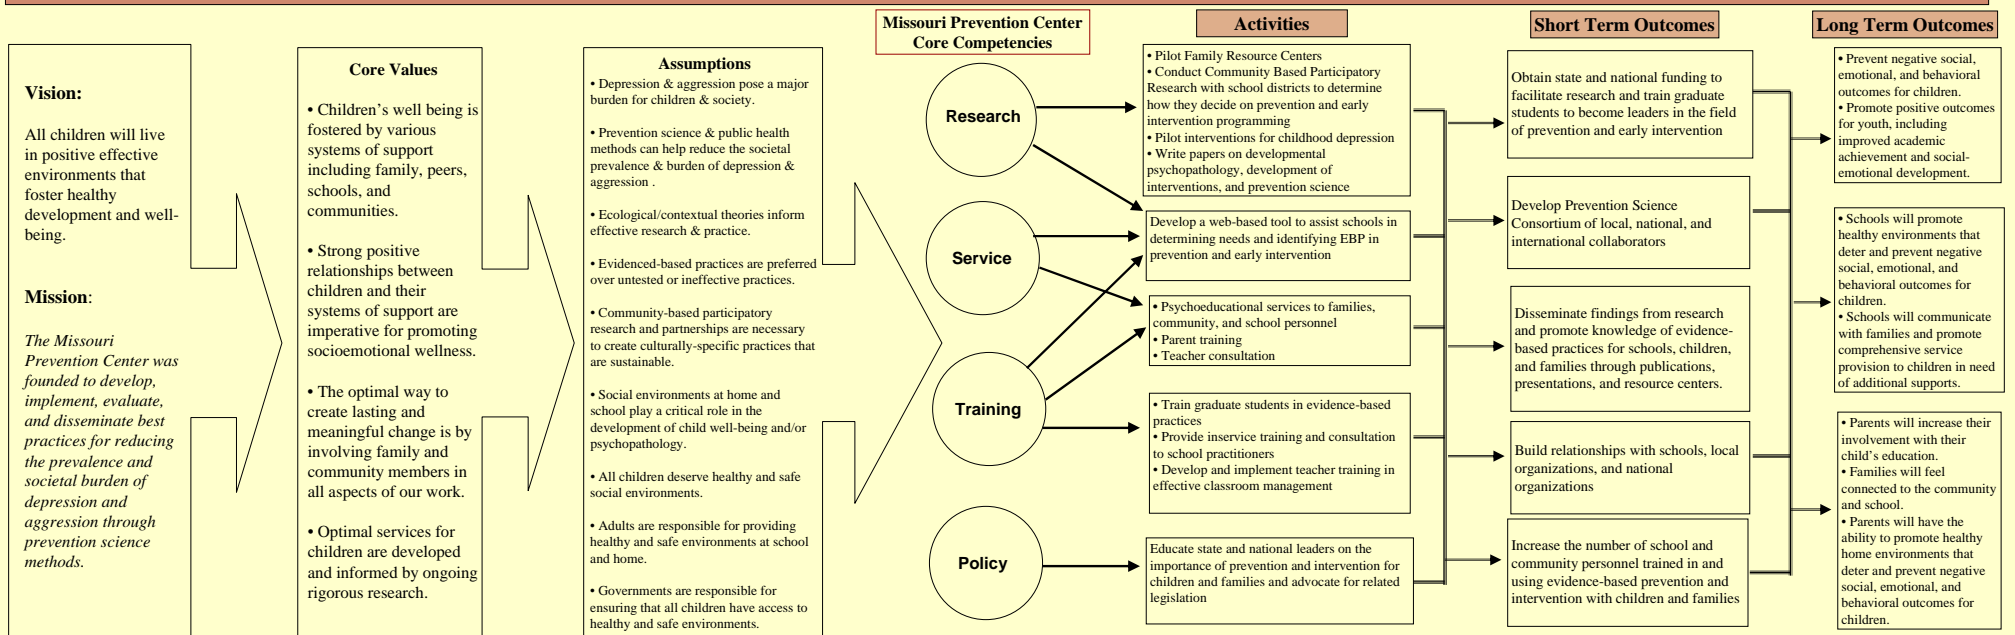 Vision:
All children will live
in positive effective
environments that
foster healthy
development and well-
being.
Mission:
The Missouri
Prevention Center was
founded to develop,
implement, evaluate,
and disseminate best
practices for reducing
the prevalence and
societal burden of
depression and
aggression through
prevention science
methods.
Core Values
• Children's well being is
fostered by various
systems of support
including family, peers,
schools, and
communities.
• Strong positive
relationships between
children and their
systems of support are
imperative for promoting
socioemotional wellness.
• The optimal way to
create lasting and
meaningful change is by
involving family and
community members in
all aspects of our work.
• Optimal services for
children are developed
and informed by ongoing
rigorous research.
Assumptions
• Depression & aggression pose a major
burden for children & society.
• Prevention science & public health
methods can help reduce the societal
prevalence & burden of depression &
aggression .
• Ecological/contextual theories inform
effective research & practice.
• Evidenced-based practices are preferred
over untested or ineffective practices.
• Community-based participatory
research and partnerships are necessary
to create culturally-specific practices that
are sustainable.
• Social environments at home and
school play a critical role in the
development of child well-being and/or
psychopathology.
• All children deserve healthy and safe
social environments.
• Adults are responsible for providing
healthy and safe environments at school
and home.
• Governments are responsible for
ensuring that all children have access to
healthy and safe environments.
Missouri Prevention Center
Core Competencies
Research
Service
Training
Policy
Activities
• Pilot Family Resource Centers
• Conduct Community Based Participatory
Research with school districts to determine
how they decide on prevention and early
intervention programming
• Pilot interventions for childhood depression
• Write papers on developmental
psychopathology, development of
interventions, and prevention science
Develop a web-based tool to assist schools in
determining needs and identifying EBP in
prevention and early intervention
• Psychoeducational services to families,
community, and school personnel
• Parent training
• Teacher consultation
• Train graduate students in evidence-based
practices
• Provide inservice training and consultation
to school practitioners
• Develop and implement teacher training in
effective classroom management
Educate state and national leaders on the
importance of prevention and intervention for
children and families and advocate for related
legislation
Short Term Outcomes
Obtain state and national funding to
facilitate research and train graduate
students to become leaders in the field
of prevention and early intervention
Develop Prevention Science
Consortium of local, national, and
international collaborators
Disseminate findings from research
and promote knowledge of evidence-
based practices for schools, children,
and families through publications,
presentations, and resource centers.
Build relationships with schools, local
organizations, and national
organizations
Increase the number of school and
community personnel trained in and
using evidence-based prevention and
intervention with children and families
Long Term Outcomes
• Prevent negative social,
emotional, and behavioral
outcomes for children.
• Promote positive outcomes
for youth, including
improved academic
achievement and social-
emotional development.
• Schools will promote
healthy environments that
deter and prevent negative
social, emotional, and
behavioral outcomes for
children.
• Schools will communicate
with families and promote
comprehensive service
provision to children in need
of additional supports.
• Parents will increase their
involvement with their
child's education.
• Families will feel
connected to the community
and school.
• Parents will have the
ability to promote healthy
home environments that
deter and prevent negative
social, emotional, and
behavioral outcomes for
children.